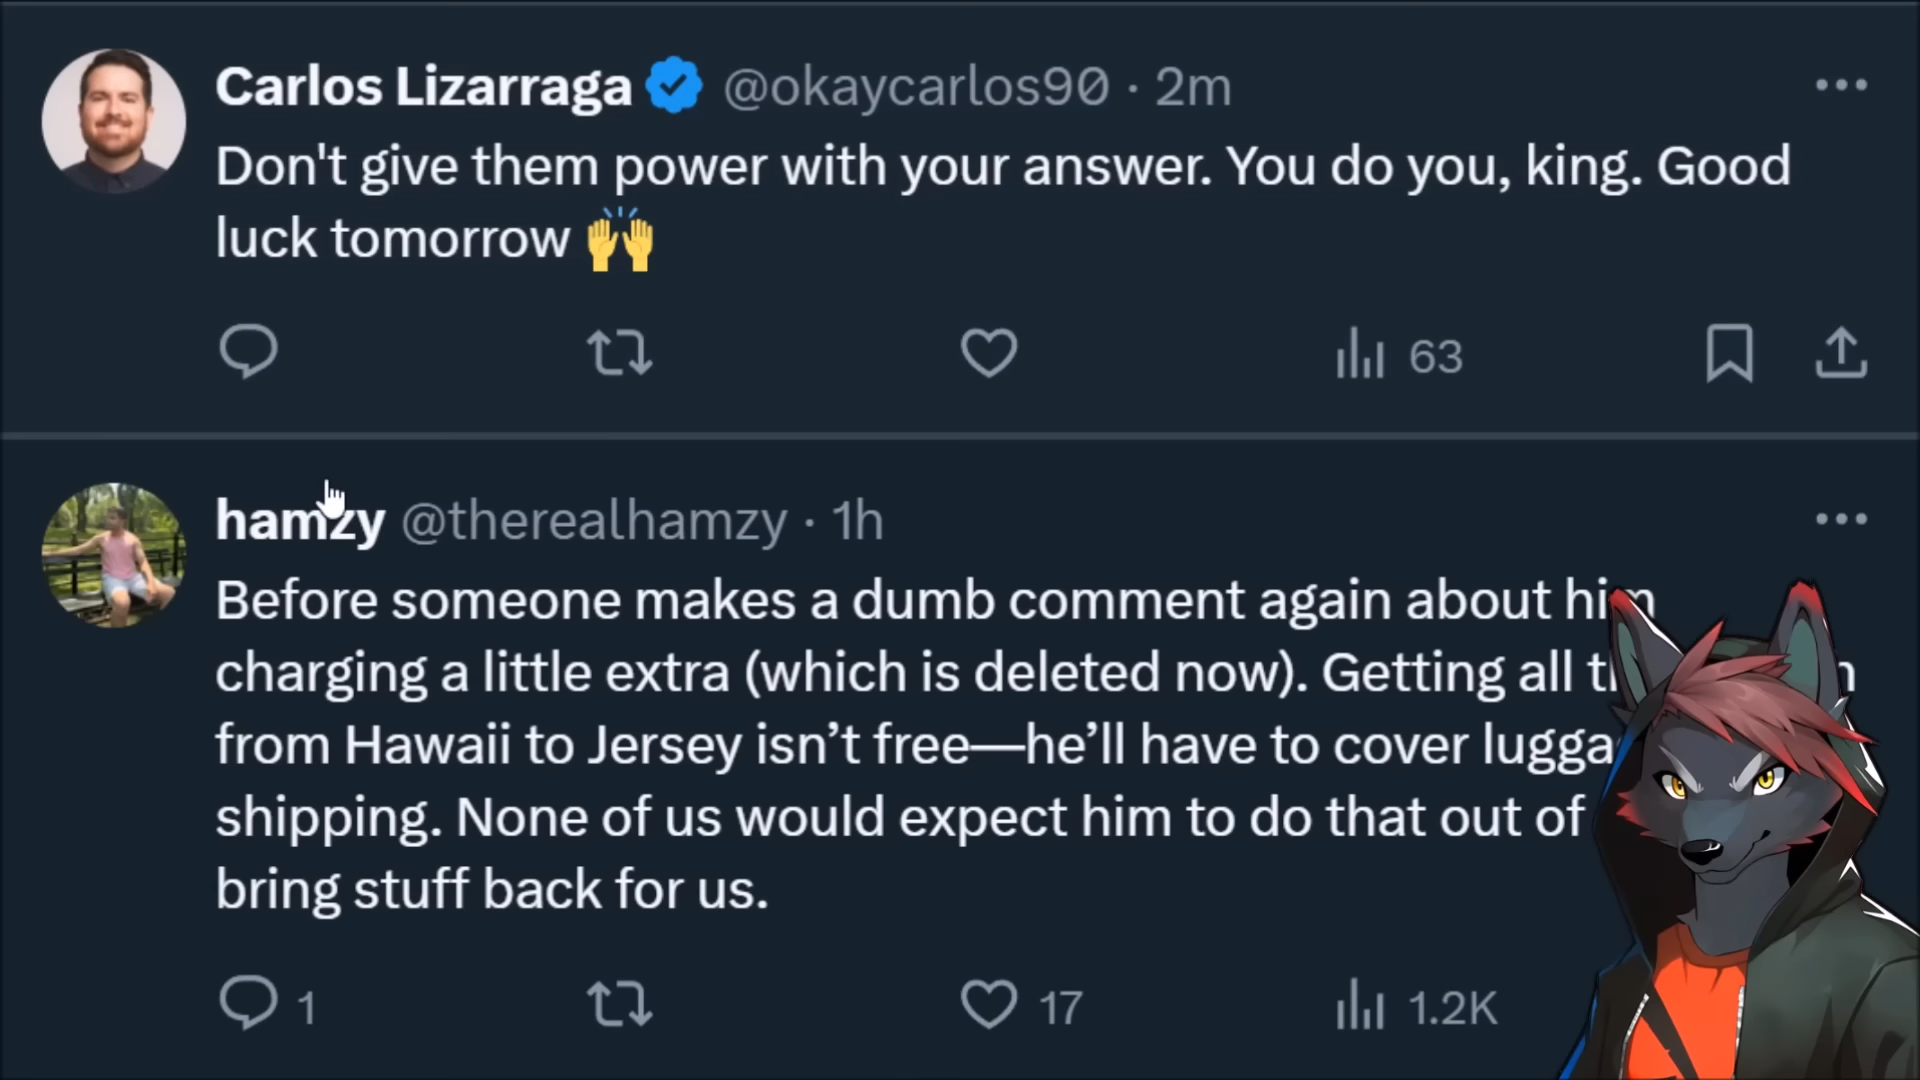 Carlos Lizarraga @okaycarlos90 · 2m
Don't give them power with your answer. You do you, king. Good
luck tomorrow 🙌
63
hamzy @therealhamzy · 1h
Before someone makes a dumb comment again about him
charging a little extra (which is deleted now). Getting all
from Hawaii to Jersey isn’t free—he’ll have to cover
shipping. None of us would expect him to do that out of
bring stuff back for us.
1 17 1.2K